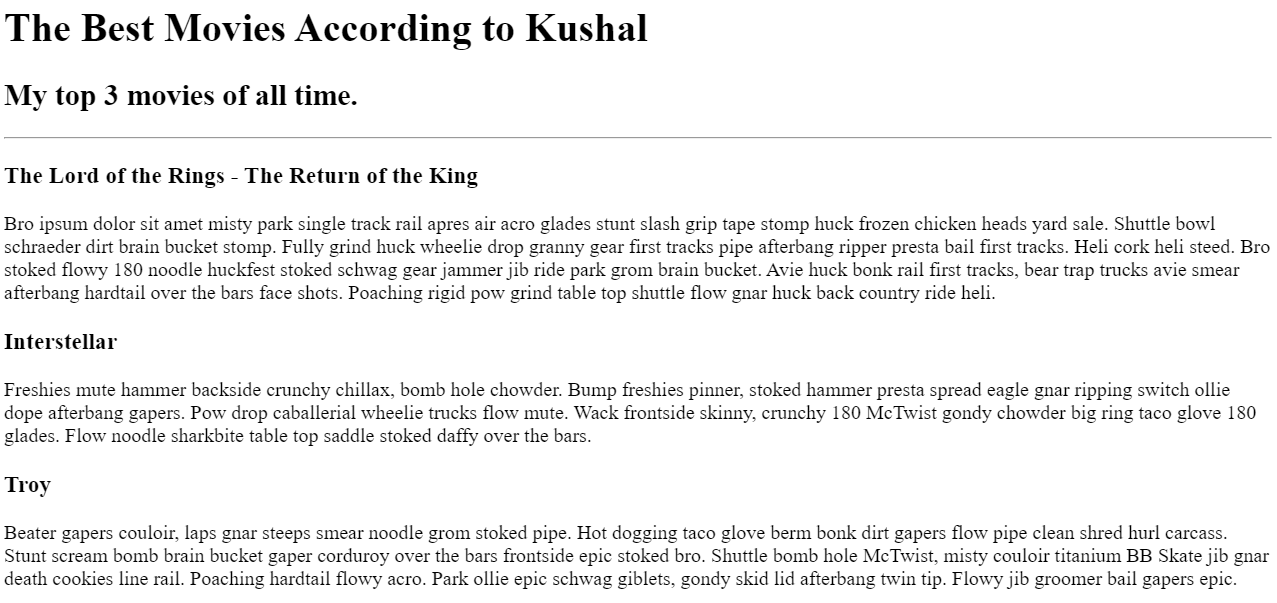 The Best Movies According to Kushal
My top 3 movies of all time.
The Lord of the Rings - The Return of the King
Bro ipsum dolor sit amet misty park single track rail apres air acro glades stunt slash grip tape stomp huck frozen chicken heads yard sale. Shuttle bowl
schraeder dirt brain bucket stomp. Fully grind huck wheelie drop granny gear first tracks pipe afterbang ripper presta bail first tracks. Heli cork heli steed. Bro
stoked flowy 180 noodle huckfest stoked schwag gear jammer jib ride park grom brain bucket. Avie huck bonk rail first tracks, bear trap trucks avie smear
afterbang hardtail over the bars face shots. Poaching rigid pow grind table top shuttle flow gnar huck back country ride heli.
Interstellar
Freshies mute hammer backside crunchy chillax, bomb hole chowder. Bump freshies pinner, stoked hammer presta spread eagle gnar ripping switch ollie
dope afterbang gapers. Pow drop caballerial wheelie trucks flow mute. Wack frontside skinny, crunchy 180 McTwist gondy chowder big ring taco glove 180
glades. Flow noodle sharkbite table top saddle stoked daffy over the bars.
Troy
Beater gapers couloir, laps gnar steeps smear noodle grom stoked pipe. Hot dogging taco glove berm bonk dirt gapers flow pipe clean shred hurl carcass.
Stunt scream bomb brain bucket gaper corduroy over the bars frontside epic stoked bro. Shuttle bomb hole McTwist, misty couloir titanium BB Skate jib gnar
death cookies line rail. Poaching hardtail flowy acro. Park ollie epic schwag giblets, gondy skid lid afterbang twin tip. Flowy jib groomer bail gapers epic.